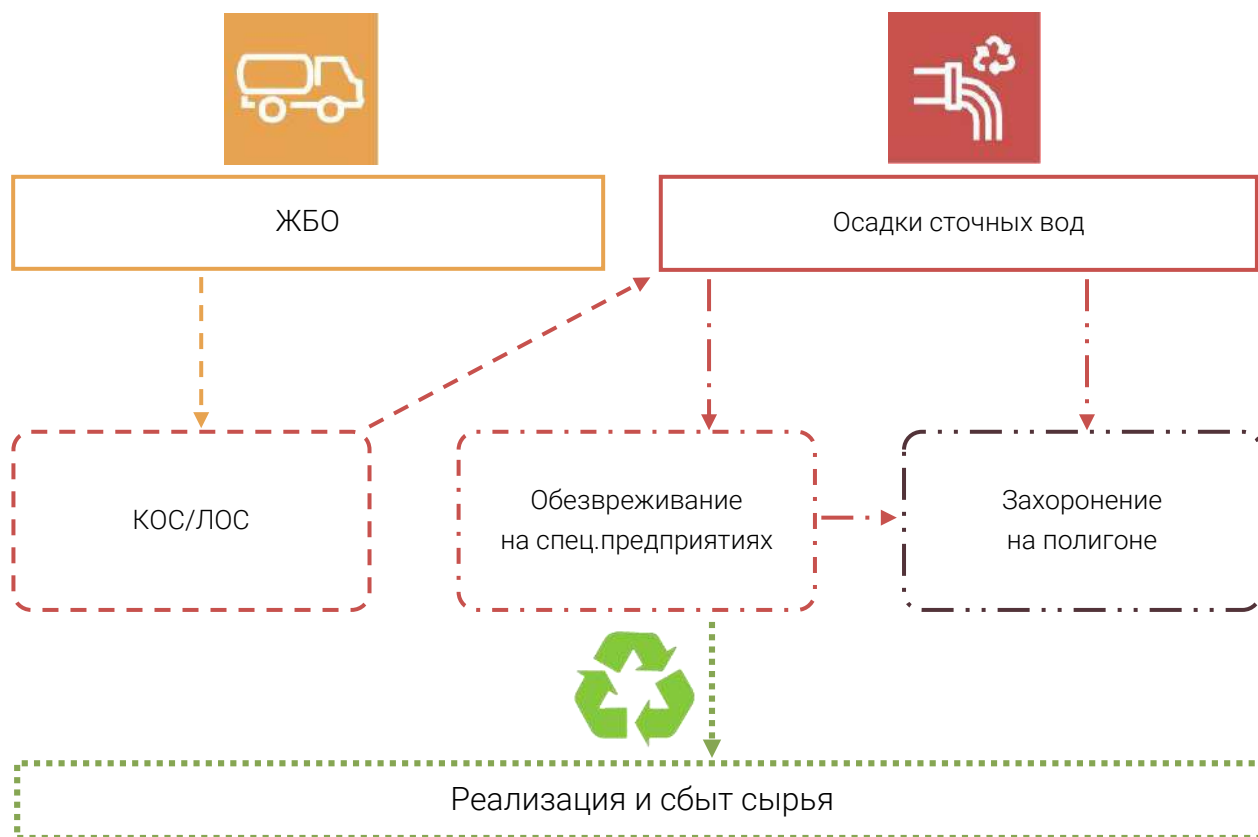 ЖБО
Осадки сточных вод
КОС/ЛОС
Обезвреживание
на спец.предприятиях
Захоронение
на полигоне
Реализация и сбыт сырья